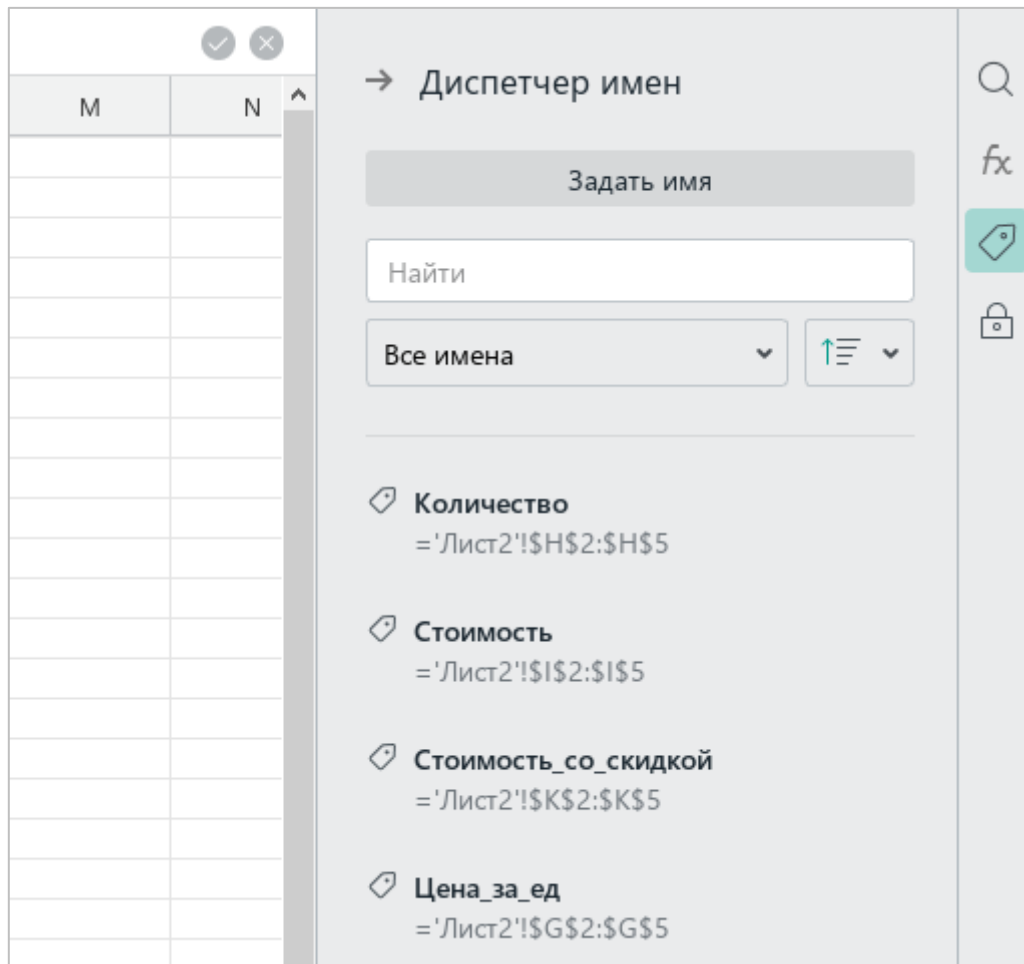 M N
Диспетчер имен
Задать имя
Найти
Все имена
Количество
='Лист2'!$H$2:$H$5
Стоимость
='Лист2'!$I$2:$I$5
Стоимость_со_скидкой
='Лист2'!$K$2:$K$5
Цена_за_ед
='Лист2'!$G$2:$G$5
fx